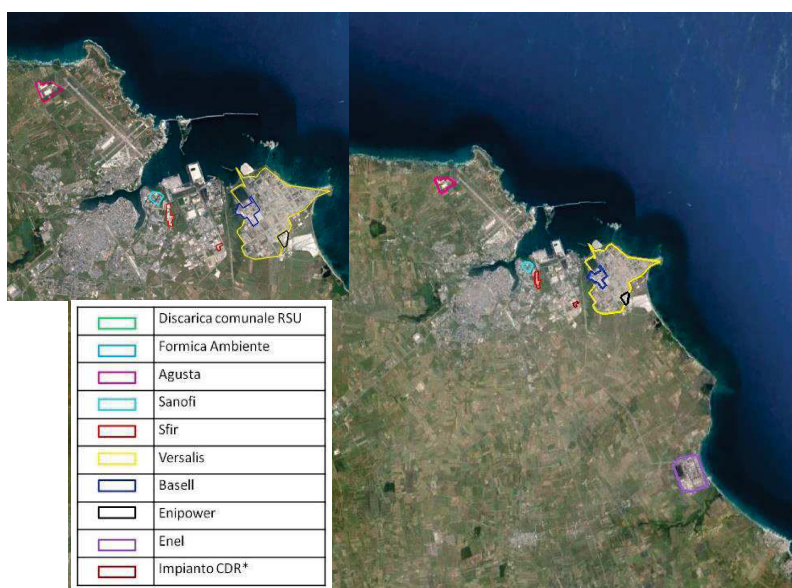 Discarica comunale RSU
Formica Ambiente
Agusta
Sanofi
Sfir
Versalis
Basell
Enipower
Enel
Impianto CDR*